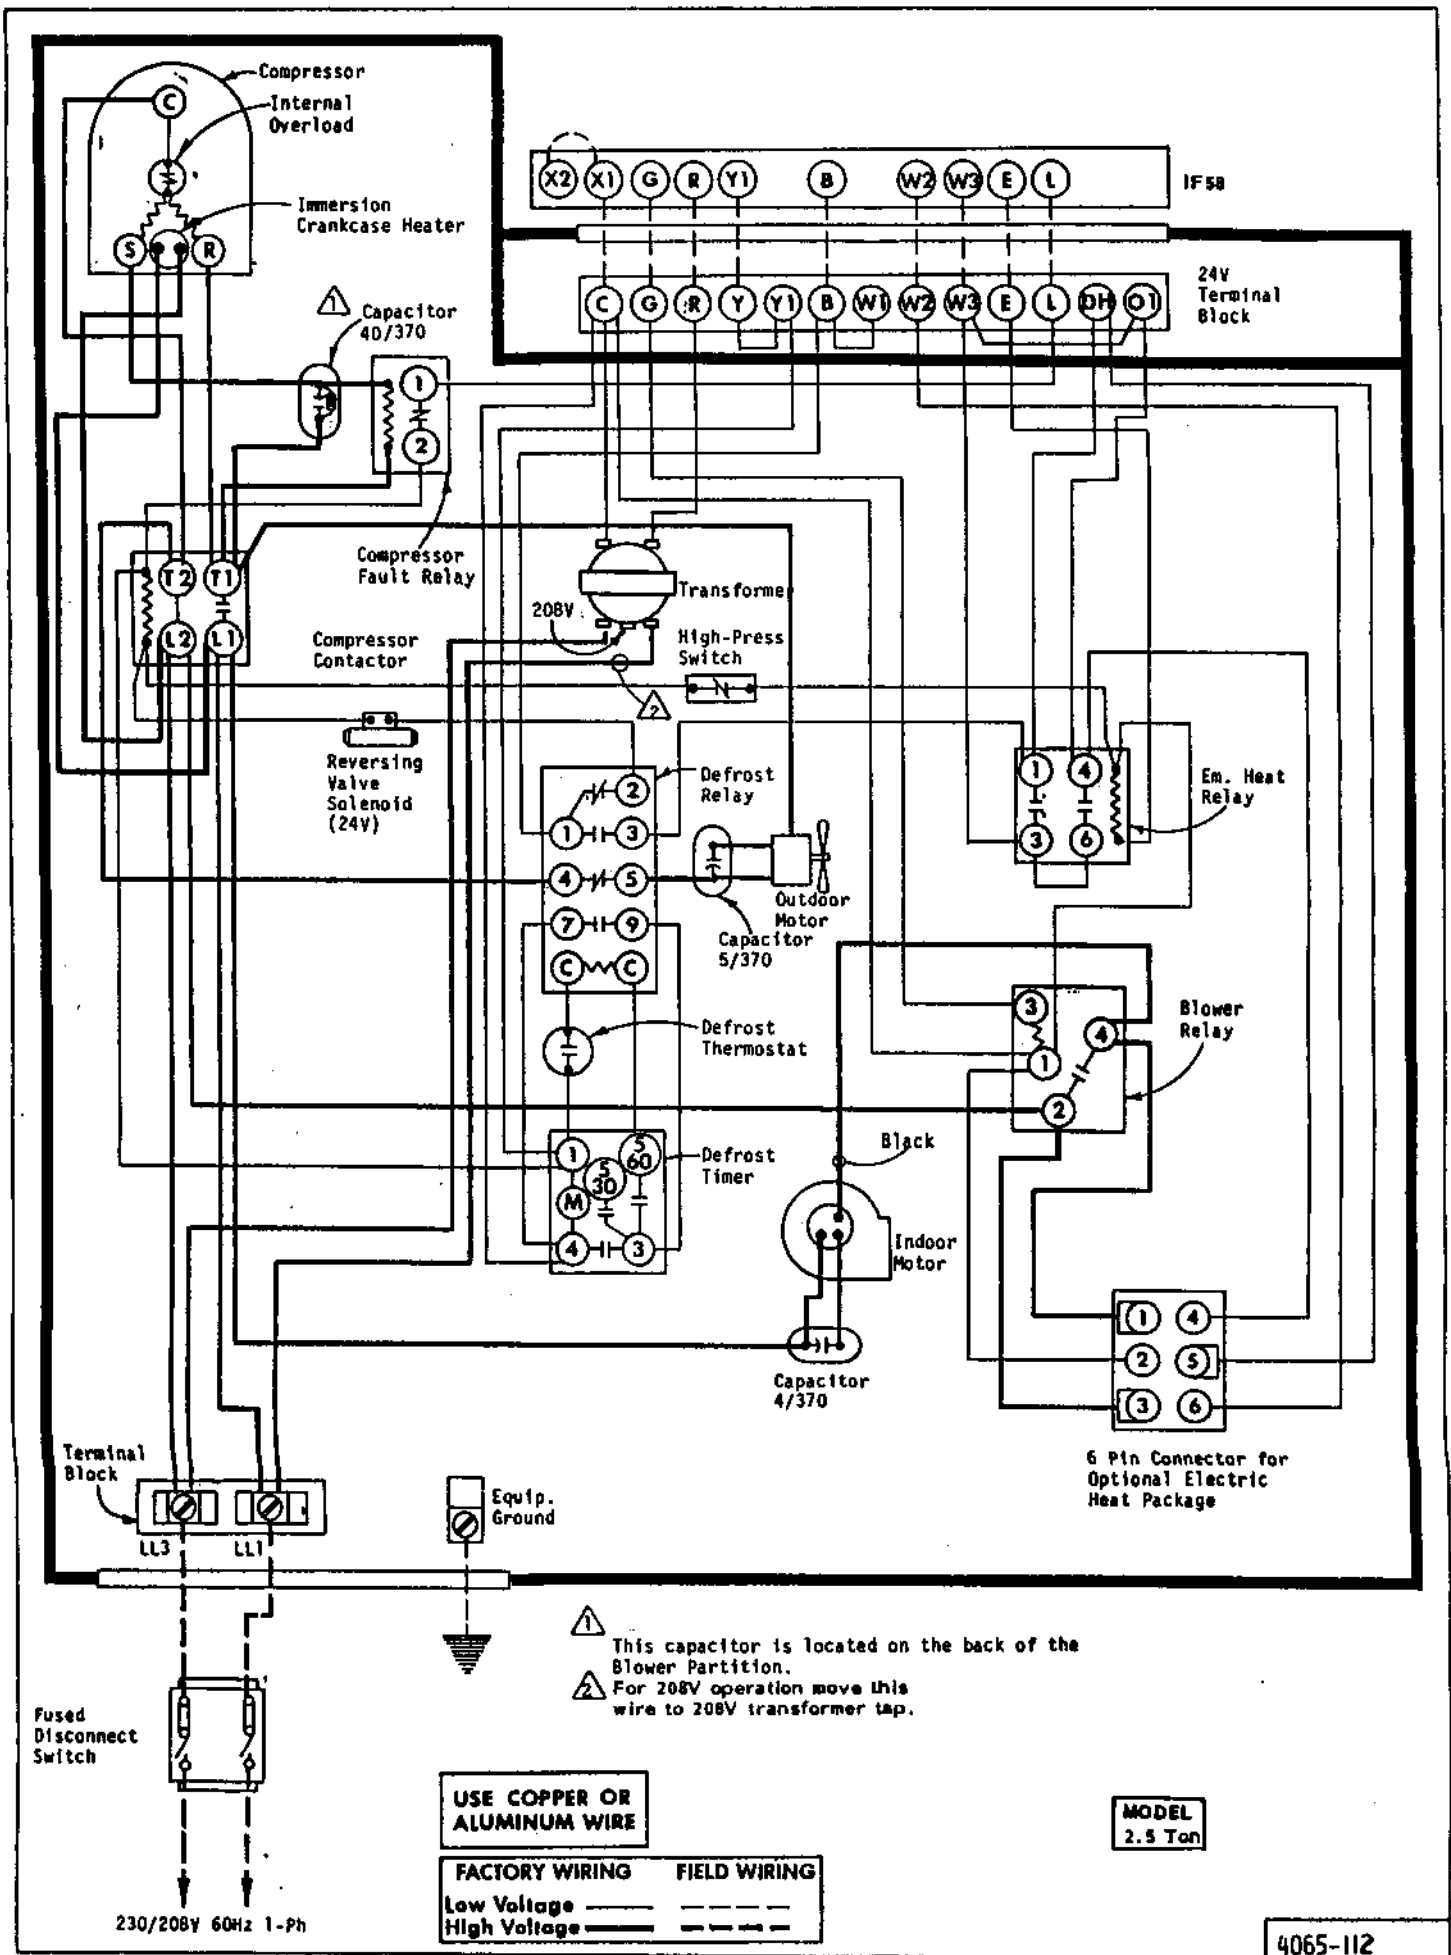 Compressor
C
Internal
Overload
Immersion
Crankcase Heater
S
R
X2 X1 G R Y1 B W2 W3 E L
IF58
24V
Terminal
Block
C G R Y Y1 B W1 W2 W3 E L DH O1
1
Capacitor
40/370
1
2
Compressor
Fault Relay
T2 T1
L2 L1
Compressor
Contactor
Transformer
208V
High-Press
Switch
2
Reversing
Valve
Solenoid
(24V)
Defrost
Relay
2
1 3
4 5
7 9
C C
Outdoor
Motor
Capacitor
5/370
1 4
3 6
Em. Heat
Relay
Defrost
Thermostat
3
4
1
2
Blower
Relay
Defrost
Timer
1
5
60
5
30
M
4 3
Black
Indoor
Motor
Capacitor
4/370
1 4
2 5
3 6
6 Pin Connector for
Optional Electric
Heat Package
Terminal
Block
LL3 LL1
Equip.
Ground
1
This capacitor is located on the back of the
Blower Partition.
2
For 208V operation move this
wire to 208V transformer tap.
Fused
Disconnect
Switch
230/208V 60Hz 1-Ph
USE COPPER OR
ALUMINUM WIRE
MODEL
2.5 Ton
FACTORY WIRING FIELD WIRING
Low Voltage
High Voltage
4065-112